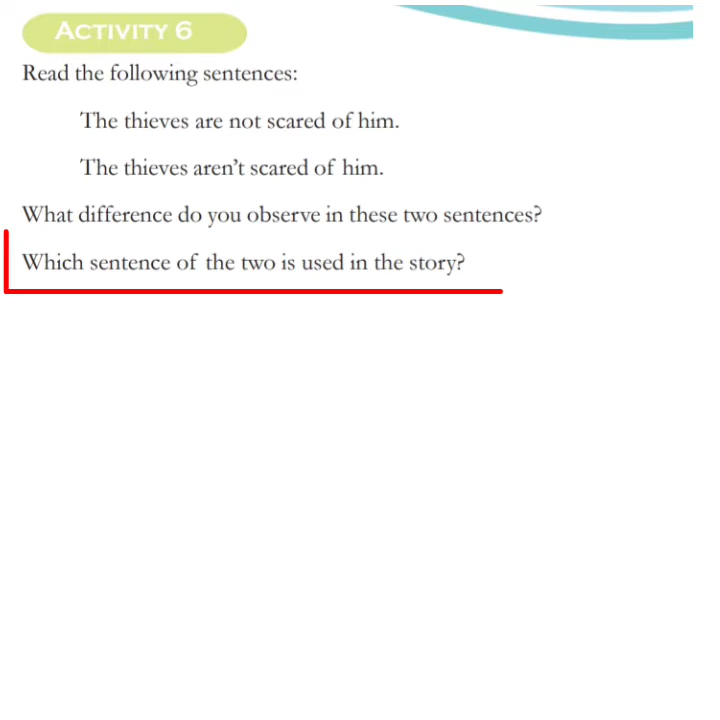 ACTIVITY 6
Read the following sentences:
The thieves are not scared of him.
The thieves aren’t scared of him.
What difference do you observe in these two sentences?
Which sentence of the two is used in the story?